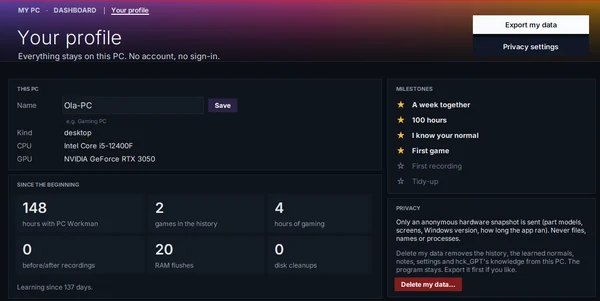 MY PC · DASHBOARD | Your profile
Your profile
Everything stays on this PC. No account, no sign-in.
Export my data
Privacy settings
THIS PC
Name Ola-PC Save
e.g. Gaming PC
Kind desktop
CPU Intel Core i5-12400F
GPU NVIDIA GeForce RTX 3050
SINCE THE BEGINNING
148 2 4
hours with PC Workman games in the history hours of gaming
0 20 0
before/after recordings RAM flushes disk cleanups
Learning since 137 days.
MILESTONES
★ A week together
★ 100 hours
★ I know your normal
★ First game
☆ First recording
☆ Tidy-up
PRIVACY
Only an anonymous hardware snapshot is sent (part models,
screens, Windows version, how long the app ran). Never files,
names or processes.
Delete my data removes the history, the learned normals,
notes, settings and hck_GPT's knowledge from this PC. The
program stays. Export it first if you like.
Delete my data...